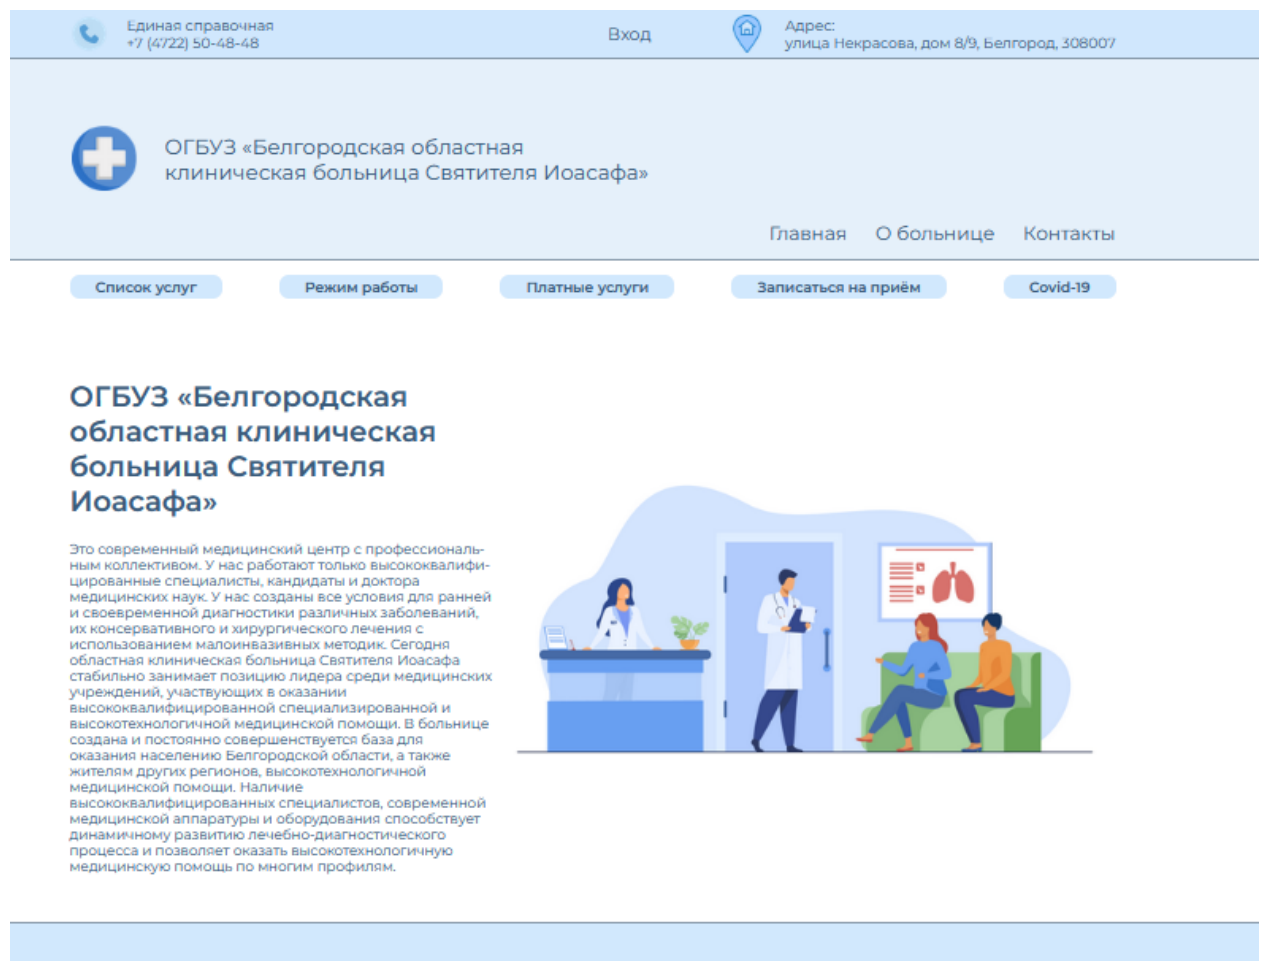 Единая справочная
+7 (4722) 50-48-48
Вход
Адрес:
улица Некрасова, дом 8/9, Белгород, 308007
ОГБУЗ «Белгородская областная
клиническая больница Святителя Иоасафа»
Главная О больнице Контакты
Список услуг Режим работы Платные услуги Записаться на приём Covid-19
ОГБУЗ «Белгородская
областная клиническая
больница Святителя
Иоасафа»
Это современный медицинский центр с профессиональ-
ным коллективом. У нас работают только высококвалифи-
цированные специалисты, кандидаты и доктора
медицинских наук. У нас созданы все условия для ранней
и своевременной диагностики различных заболеваний,
их консервативного и хирургического лечения с
использованием малоинвазивных методик. Сегодня
областная клиническая больница Святителя Иоасафа
стабильно занимает позицию лидера среди медицинских
учреждений, участвующих в оказании
высококвалифицированной специализированной и
высокотехнологичной медицинской помощи. В больнице
создана и постоянно совершенствуется база для
оказания населению Белгородской области, а также
жителям других регионов, высокотехнологичной
медицинской помощи. Наличие
высококвалифицированных специалистов, современной
медицинской аппаратуры и оборудования способствует
динамичному развитию лечебно-диагностического
процесса и позволяет оказать высокотехнологичную
медицинскую помощь по многим профилям.